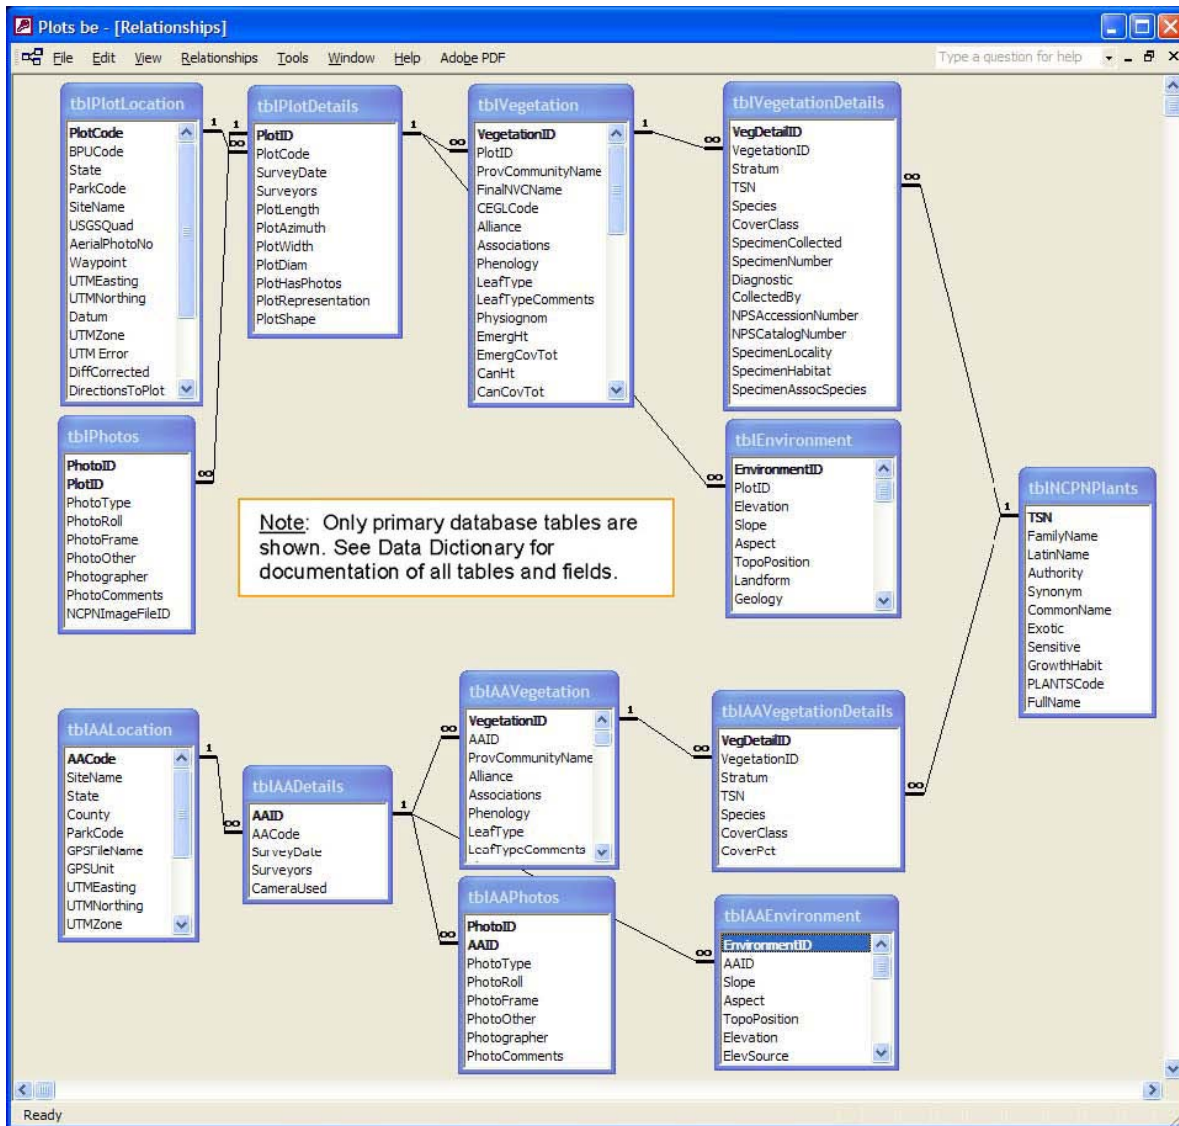 Plots be - [Relationships]
File Edit View Relationships Tools Window Help Adobe PDF
Type a question for help
tblPlotLocation
PlotCode
BPUCode
State
ParkCode
SiteName
USGSQuad
AerialPhotoNo
Waypoint
UTMEasting
UTMNorthing
Datum
UTMZone
UTM Error
DiffCorrected
DirectionsToPlot
1
∞
tblPlotDetails
PlotID
PlotCode
SurveyDate
Surveyors
PlotLength
PlotAzimuth
PlotWidth
PlotDiam
PlotHasPhotos
PlotRepresentation
PlotShape
1
1
∞
tblVegetation
VegetationID
PlotID
ProvCommunityName
FinalNVCName
CEGLCode
Alliance
Associations
Phenology
LeafType
LeafTypeComments
Physiognom
EmergHt
EmergCovTot
CanHt
CanCovTot
1
∞
tblVegetationDetails
VegDetailID
VegetationID
Stratum
TSN
Species
CoverClass
SpecimenCollected
SpecimenNumber
Diagnostic
CollectedBy
NPSAccessionNumber
NPSCatalogNumber
SpecimenLocality
SpecimenHabitat
SpecimenAssocSpecies
∞
tblPhotos
PhotoID
PlotID
PhotoType
PhotoRoll
PhotoFrame
PhotoOther
Photographer
PhotoComments
NCPNImageFileID
∞
Note: Only primary database tables are
shown. See Data Dictionary for
documentation of all tables and fields.
∞
tblEnvironment
EnvironmentID
PlotID
Elevation
Slope
Aspect
TopoPosition
Landform
Geology
1
tblNCPNPlants
TSN
FamilyName
LatinName
Authority
Synonym
CommonName
Exotic
Sensitive
GrowthHabit
PLANTSCode
FullName
tblAALocation
AACode
SiteName
State
County
ParkCode
GPSFileName
GPSUnit
UTMEasting
UTMNorthing
UTMZone
1
∞
tblAADetails
AAID
AACode
SurveyDate
Surveyors
CameraUsed
1
∞
tblAAVegetation
VegetationID
AAID
ProvCommunityName
Alliance
Associations
Phenology
LeafType
LeafTypeComments
1
∞
tblAAVegetationDetails
VegDetailID
VegetationID
Stratum
TSN
Species
CoverClass
CoverPct
∞
∞
tblAAPhotos
PhotoID
AAID
PhotoType
PhotoRoll
PhotoFrame
PhotoOther
Photographer
PhotoComments
∞
tblAAEnvironment
EnvironmentID
AAID
Slope
Aspect
TopoPosition
Elevation
ElevSource
Ready